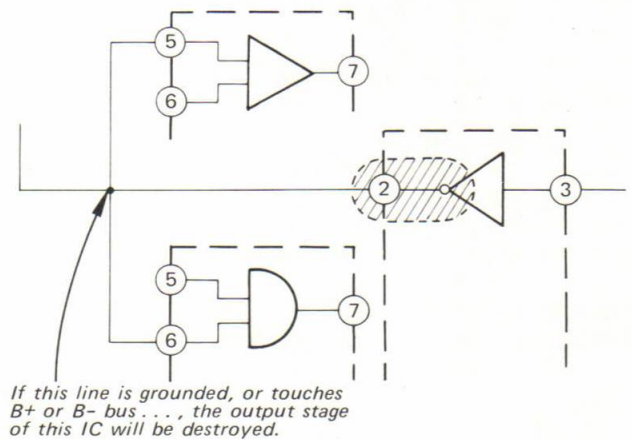 5
6
7
2
3
5
6
7
If this line is grounded, or touches
B+ or B- bus . . . , the output stage
of this IC will be destroyed.